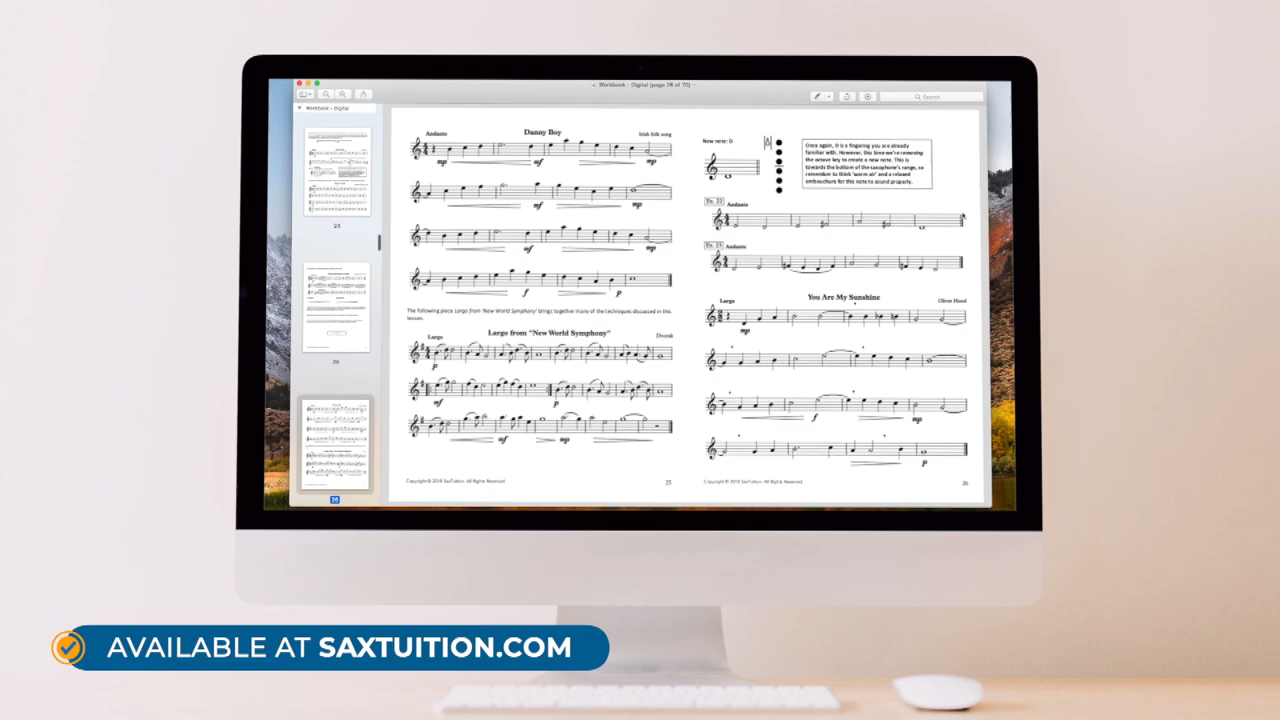 Workbook - Digital (page 26 of 70)
Search
Workbook - Digital
24
26
28
Andante
Danny Boy
Irish folk song
mp
mf
mp
mf
mp
mf
mp
f
p
The following piece Largo from 'New World Symphony' brings together many of the techniques discussed in this
lesson.
Largo from "New World Symphony"
Largo
Dvorak
p
mf
p
mf
mp
Copyright © 2018 SaxTuition. All Rights Reserved
25
New note: D
Once again, D is a fingering you are already
familiar with. However, this time we're removing
the octave key to create a new note. This is
towards the bottom of the saxophone's range, so
remember to think 'warm air' and a relaxed
embouchure for this note to sound properly.
Ex. 22
Andante
Ex. 23
Andante
You Are My Sunshine
Largo
Oliver Hood
mp
f
mp
p
Copyright © 2018 SaxTuition. All Rights Reserved
26
AVAILABLE AT SAXTUITION.COM